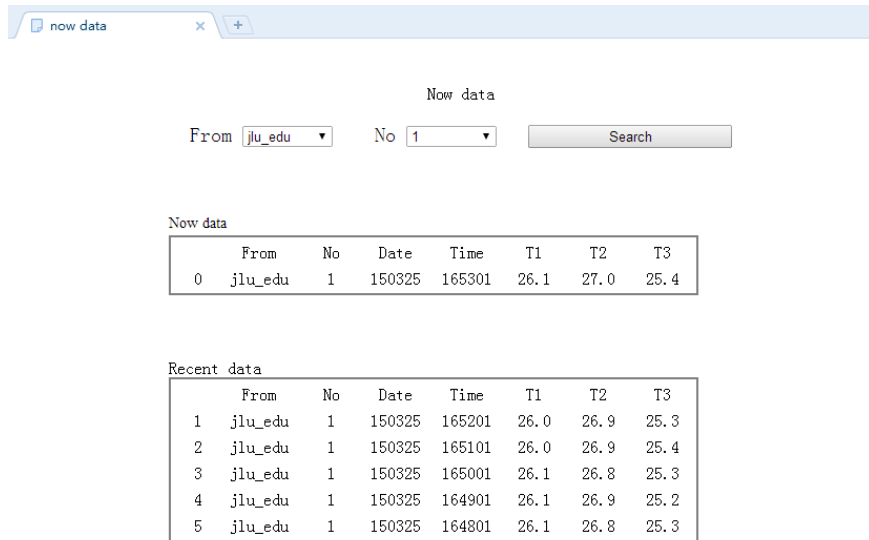 now data
Now data
From jlu_edu No 1 Search
Now data
From No Date Time T1 T2 T3
0 jlu_edu 1 150325 165301 26.1 27.0 25.4
Recent data
From No Date Time T1 T2 T3
1 jlu_edu 1 150325 165201 26.0 26.9 25.3
2 jlu_edu 1 150325 165101 26.0 26.9 25.4
3 jlu_edu 1 150325 165001 26.1 26.8 25.3
4 jlu_edu 1 150325 164901 26.1 26.9 25.2
5 jlu_edu 1 150325 164801 26.1 26.8 25.3